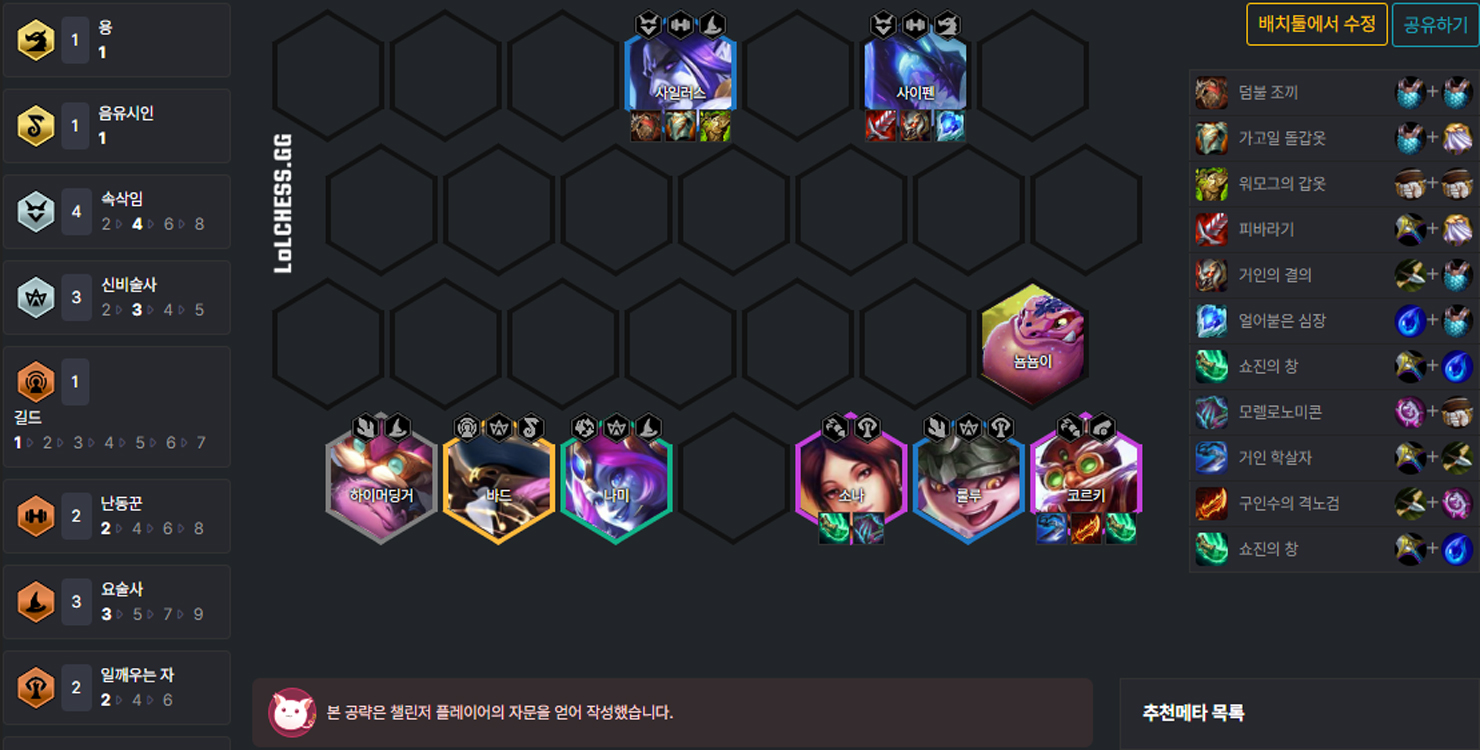 용
1
1
음유시인
1
1
속삭임
4
2 4 6 8
신비술사
3
2 3 4 5
1
길드
1 2 3 4 5 6 7
난동꾼
2
2 4 6 8
요술사
3
3 5 7 9
일깨우는 자
2
2 4 6
LoLCHESS.GG
사일러스
사이펜
뇸뇸이
하이머딩거
바드
나미
소나
룰루
코르키
배치툴에서 수정
공유하기
덤불 조끼
+
가고일 돌갑옷
+
워모그의 갑옷
+
피바라기
+
거인의 결의
+
얼어붙은 심장
+
쇼진의 창
+
모렐로노미콘
+
거인 학살자
+
구인수의 격노검
+
쇼진의 창
+
본 공략은 챌린저 플레이어의 자문을 얻어 작성했습니다.
추천메타 목록